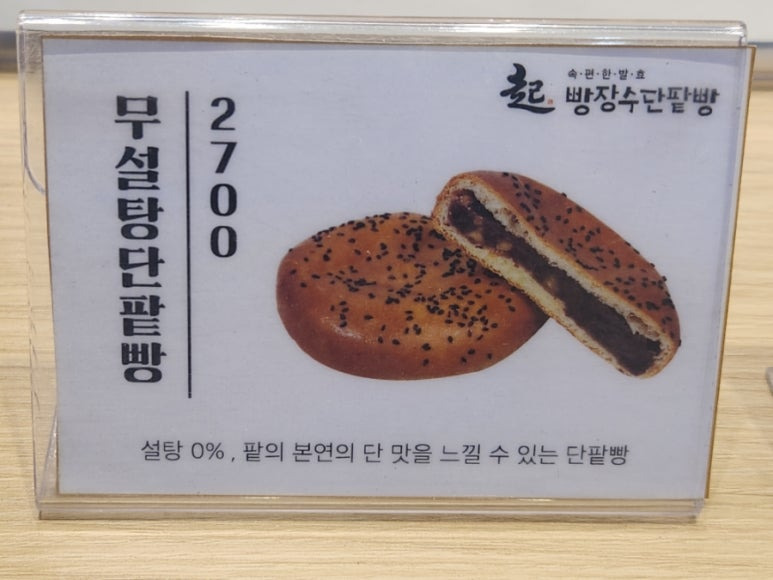 속·편·한·발·효
起 빵장수단팥빵
무설탕단팥빵
2700
설탕 0% , 팥의 본연의 단 맛을 느낄 수 있는 단팥빵